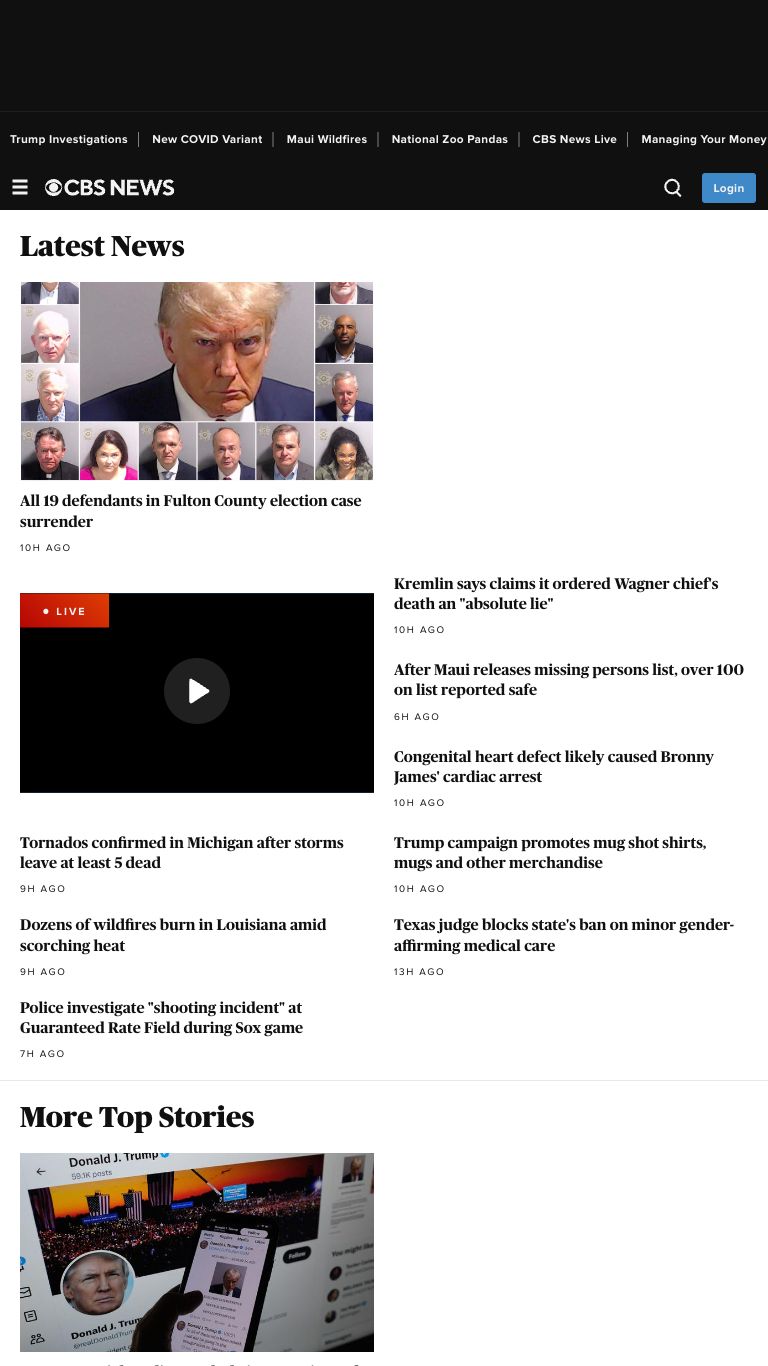 Trump Investigations
New COVID Variant
Maui Wildfires
National Zoo Pandas
CBS News Live
Managing Your Money
CBS NEWS
Login
Latest News
All 19 defendants in Fulton County election case
surrender
10H AGO
LIVE
Kremlin says claims it ordered Wagner chief's
death an "absolute lie"
10H AGO
After Maui releases missing persons list, over 100
on list reported safe
6H AGO
Congenital heart defect likely caused Bronny
James' cardiac arrest
10H AGO
Tornados confirmed in Michigan after storms
leave at least 5 dead
9H AGO
Trump campaign promotes mug shot shirts,
mugs and other merchandise
10H AGO
Dozens of wildfires burn in Louisiana amid
scorching heat
9H AGO
Texas judge blocks state's ban on minor gender-
affirming medical care
13H AGO
Police investigate "shooting incident" at
Guaranteed Rate Field during Sox game
7H AGO
More Top Stories
Donald J. Trump
59.1K posts
Follow
You might like
Donald J. Trump
@realDonaldTrump